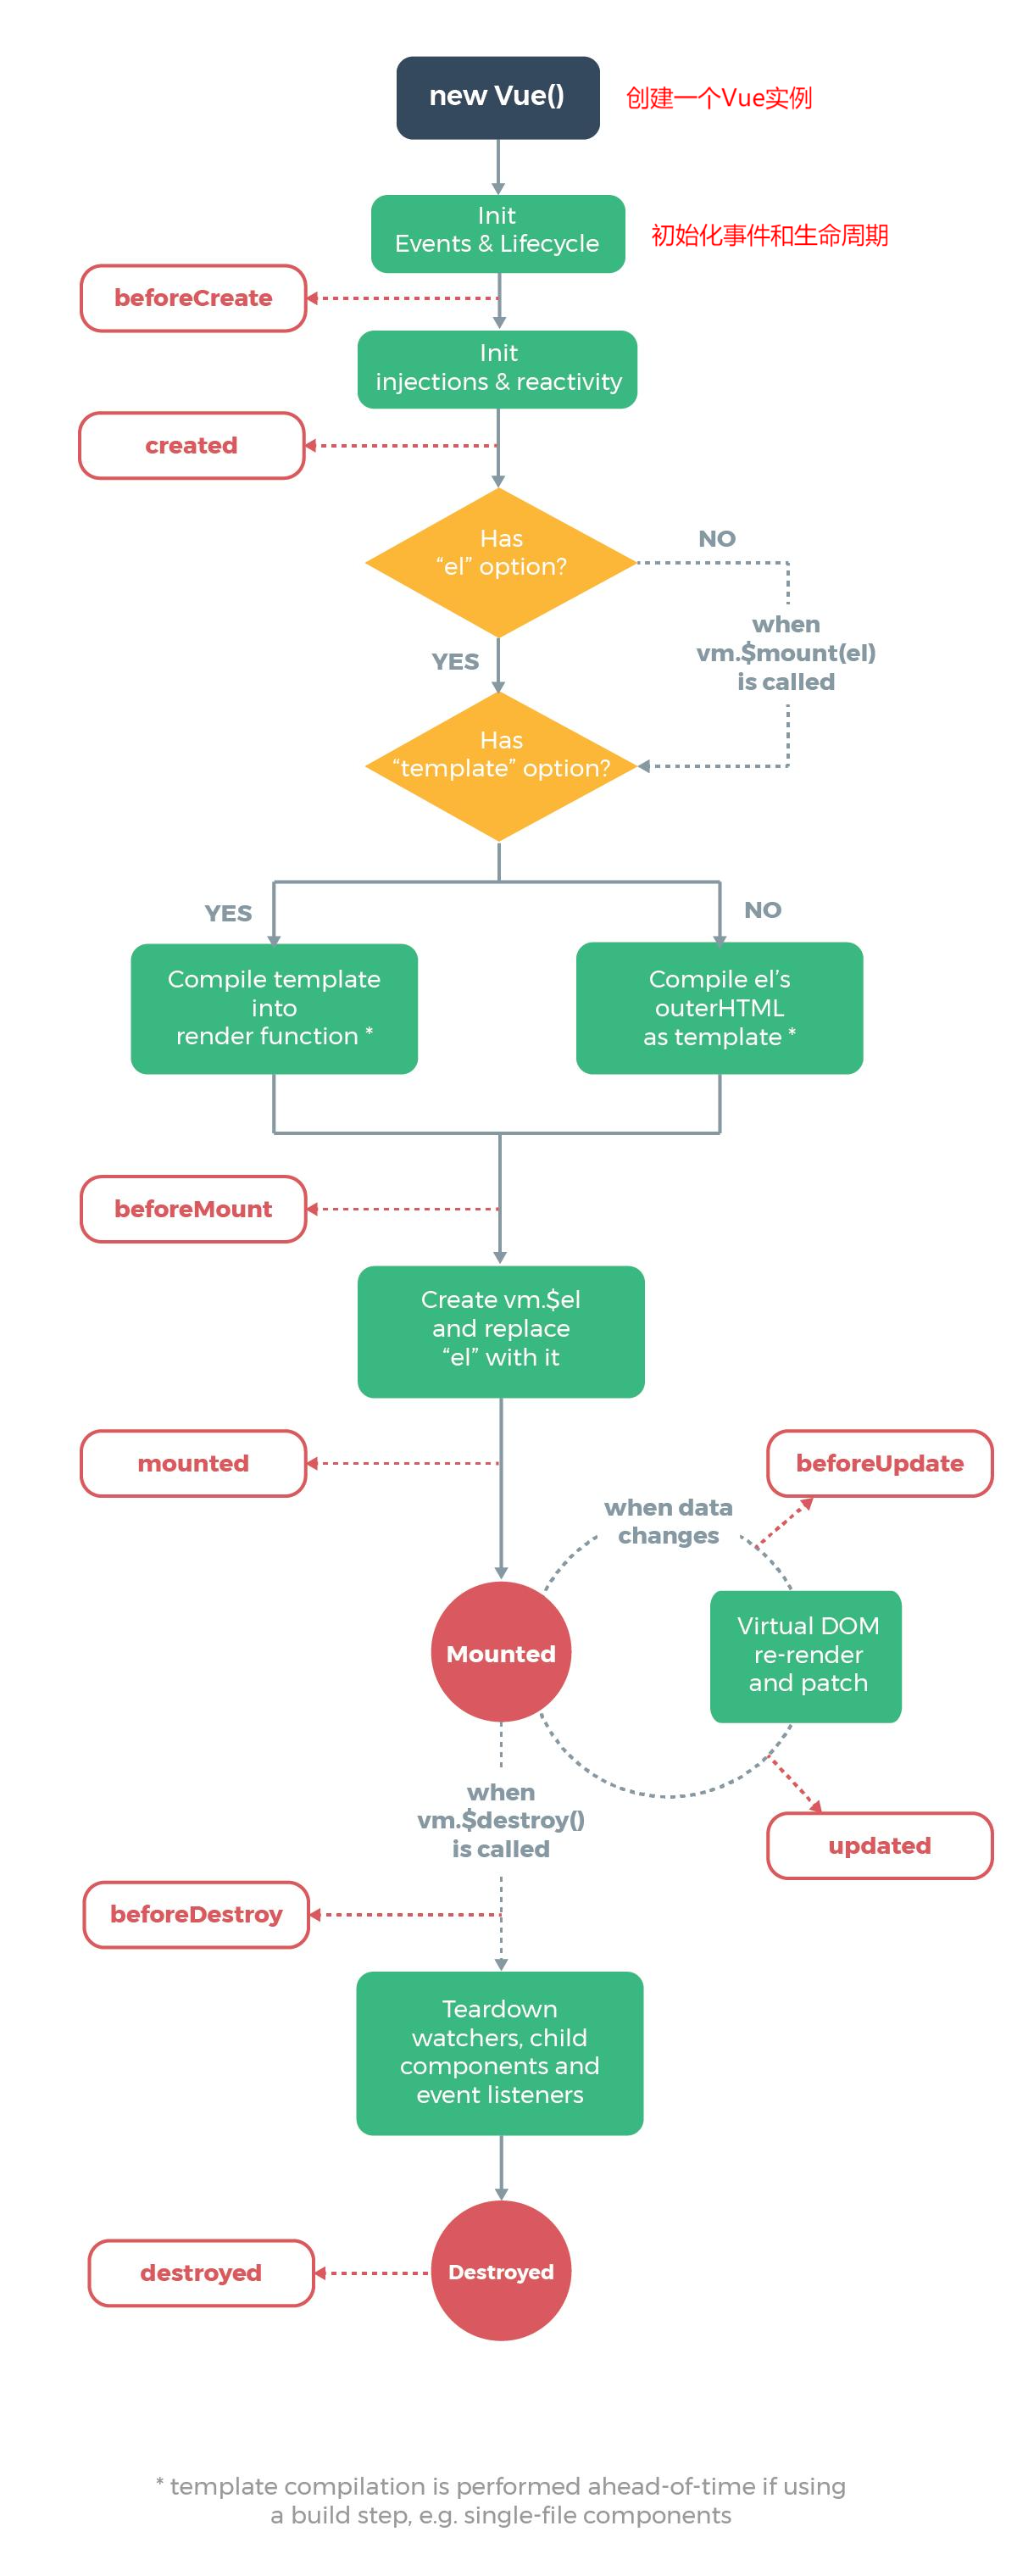 new Vue()
创建一个Vue实例
Init
Events & Lifecycle
初始化事件和生命周期
beforeCreate
Init
injections & reactivity
created
Has
“el” option?
NO
when
vm.$mount(el)
is called
YES
Has
“template” option?
YES
NO
Compile template
into
render function *
Compile el’s
outerHTML
as template *
beforeMount
Create vm.$el
and replace
“el” with it
mounted
beforeUpdate
when data
changes
Mounted
Virtual DOM
re-render
and patch
when
vm.$destroy()
is called
updated
beforeDestroy
Teardown
watchers, child
components and
event listeners
destroyed
Destroyed
* template compilation is performed ahead-of-time if using
a build step, e.g. single-file components